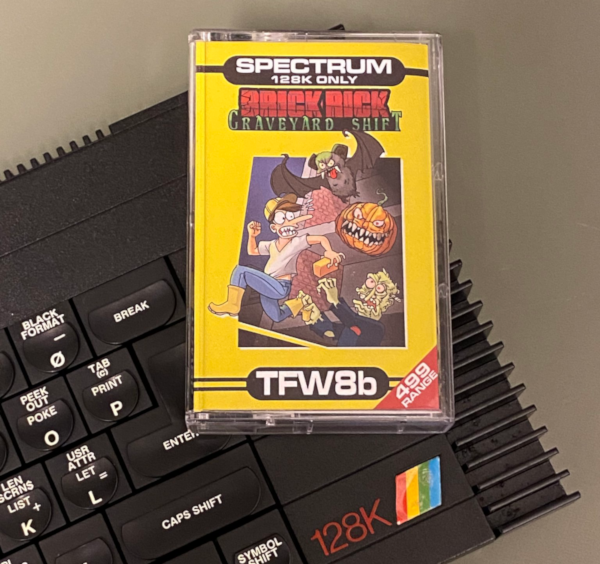 SPECTRUM
128K ONLY
BRICK RICK
GRAVEYARD SHIFT
TFW8b
499
RANGE
BLACK
FORMAT
–
Ø
BREAK
TAB
(C)
PRINT
P
PEEK
OUT
POKE
O
ENTER
USR
ATTR
LET =
L
LEN
SCRN$
LIST +
K
CAPS SHIFT
SYMBOL
SHIFT
128K